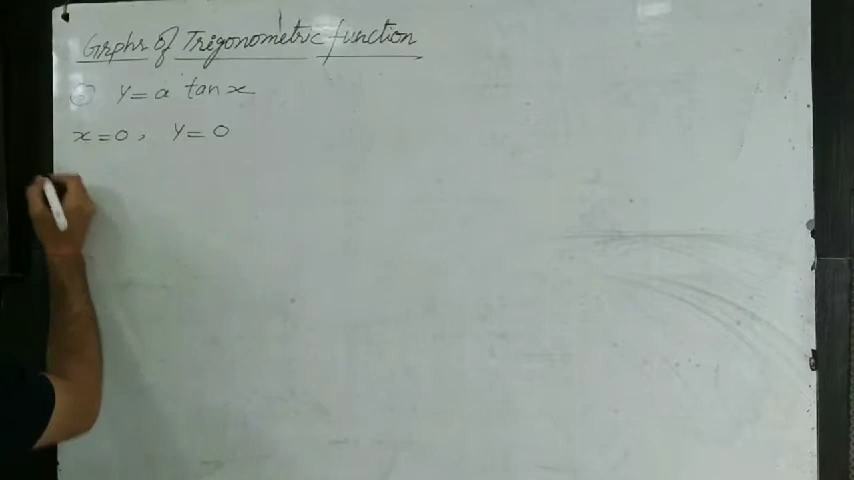 Grphs of Trigonometric function
y = a tan x
x = 0, y = 0